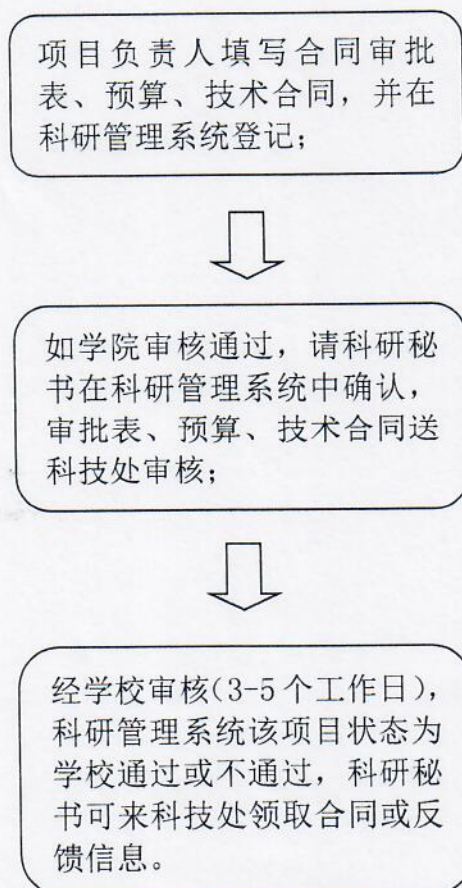 项目负责人填写合同审批
表、预算、技术合同，并在
科研管理系统登记；
如学院审核通过，请科研秘
书在科研管理系统中确认，
审批表、预算、技术合同送
科技处审核；
经学校审核(3-5个工作日)，
科研管理系统该项目状态为
学校通过或不通过，科研秘
书可来科技处领取合同或反
馈信息。